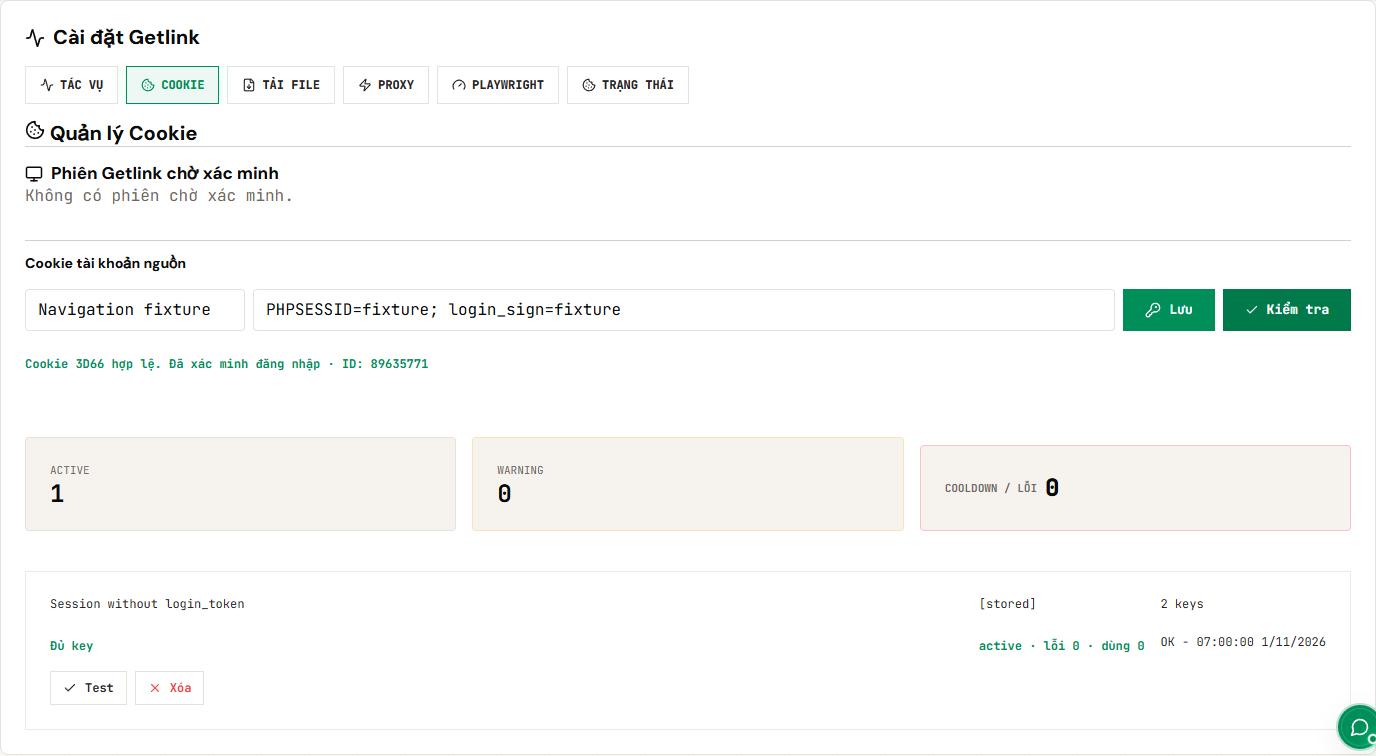 Cài đặt Getlink
TÁC VỤ COOKIE TẢI FILE PROXY PLAYWRIGHT TRẠNG THÁI
Quản lý Cookie
Phiên Getlink chờ xác minh
Không có phiên chờ xác minh.
Cookie tài khoản nguồn
Navigation fixture PHPSESSID=fixture; login_sign=fixture Lưu Kiểm tra
Cookie 3D66 hợp lệ. Đã xác minh đăng nhập · ID: 89635771
ACTIVE
1
WARNING
0
COOLDOWN / LỖI 0
Session without login_token [stored] 2 keys
Đủ key active · lỗi 0 · dùng 0 OK - 07:00:00 1/11/2026
Test Xóa